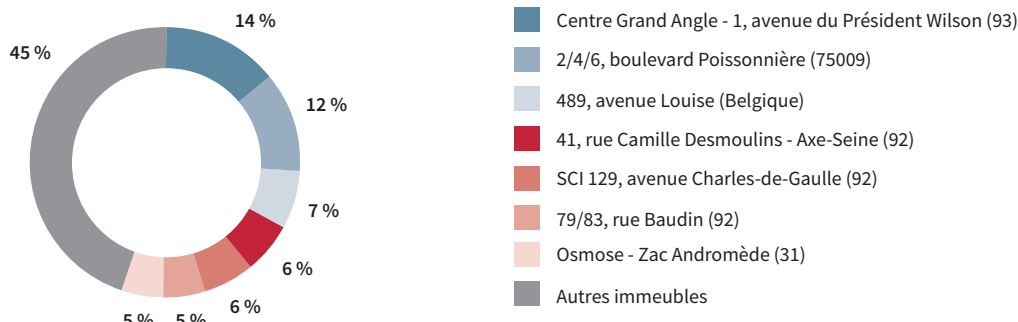 14 %
45 %
12 %
7 %
6 %
6 %
5 %
5 %
Centre Grand Angle - 1, avenue du Président Wilson (93)
2/4/6, boulevard Poissonnière (75009)
489, avenue Louise (Belgique)
41, rue Camille Desmoulins - Axe-Seine (92)
SCI 129, avenue Charles-de-Gaulle (92)
79/83, rue Baudin (92)
Osmose - Zac Andromède (31)
Autres immeubles